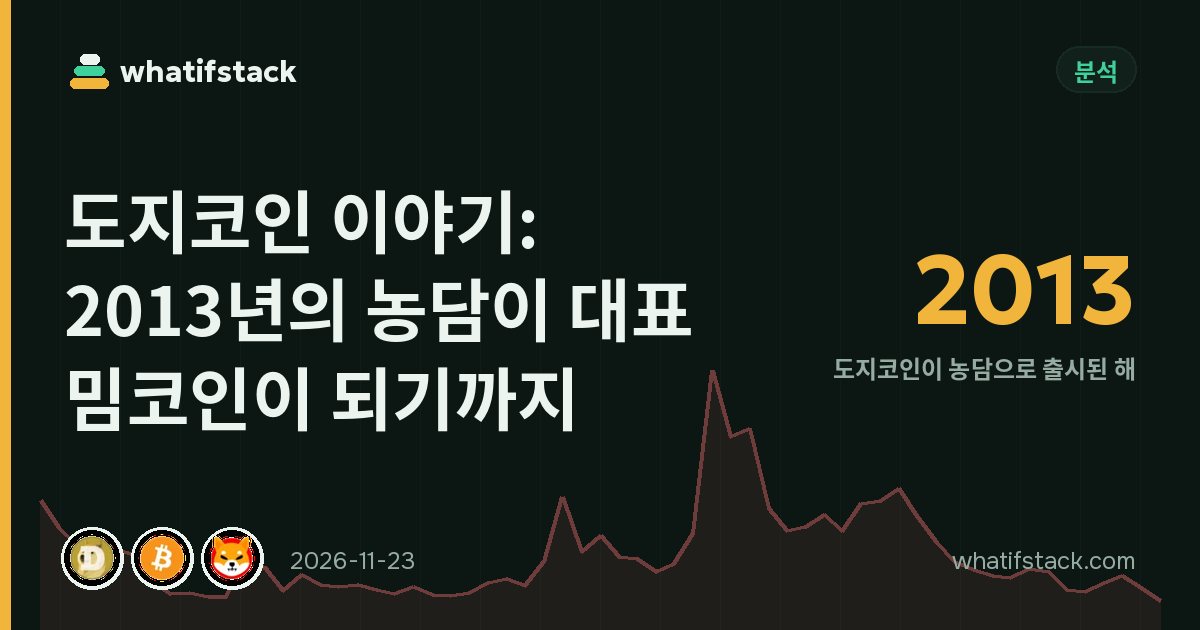 whatifstack
분석
도지코인 이야기:
2013년의 농담이 대표
밈코인이 되기까지
2013
도지코인이 농담으로 출시된 해
2026-11-23
whatifstack.com